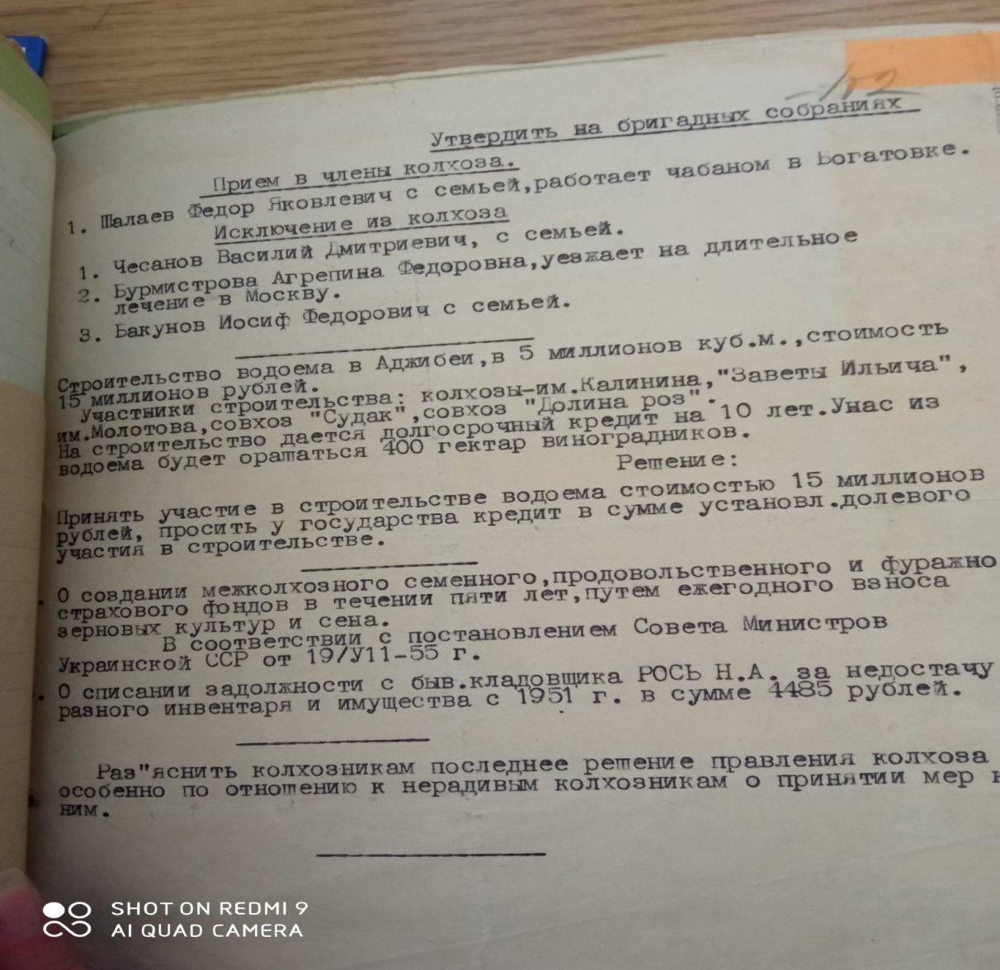 152
Утвердить на бригадных собраниях
Прием в члены колхоза.
1. Шалаев Федор Яковлевич с семьей,работает чабаном в Богатовке.
Исключение из колхоза
1. Чесанов Василий Дмитриевич, с семьей.
2. Бурмистрова Агрепина Федоровна,уезжает на длительное
лечение в Москву.
3. Бакунов Иосиф Федорович с семьей.
Строительство водоема в Аджибеи,в 5 миллионов куб.м.,стоимость
15 миллионов рублей.
Участники строительства: колхозы-им.Калинина,"Заветы Ильича",
им.Молотова,совхоз "Судак",совхоз "Долина роз".
На строительство дается долгосрочный кредит на 10 лет.Унас из
водоема будет орашаться 400 гектар виноградников.
Решение:
Принять участие в строительстве водоема стоимостью 15 миллионов
рублей, просить у государства кредит в сумме установл.долевого
участия в строительстве.
О создании межколхозного семенного,продовольственного и фуражно
страхового фондов в течении пяти лет,путем ежегодного взноса
зерновых культур и сена.
В соответствии с постановлением Совета Министров
Украинской ССР от 19/У11-55 г.
О списании задолжности с быв.кладовщика РОСЬ Н.А. за недостачу
разного инвентаря и имущества с 1951 г. в сумме 4485 рублей.
Раз"яснить колхозникам последнее решение правления колхоза
особенно по отношению к нерадивым колхозникам о принятии мер к
ним.
SHOT ON REDMI 9
AI QUAD CAMERA